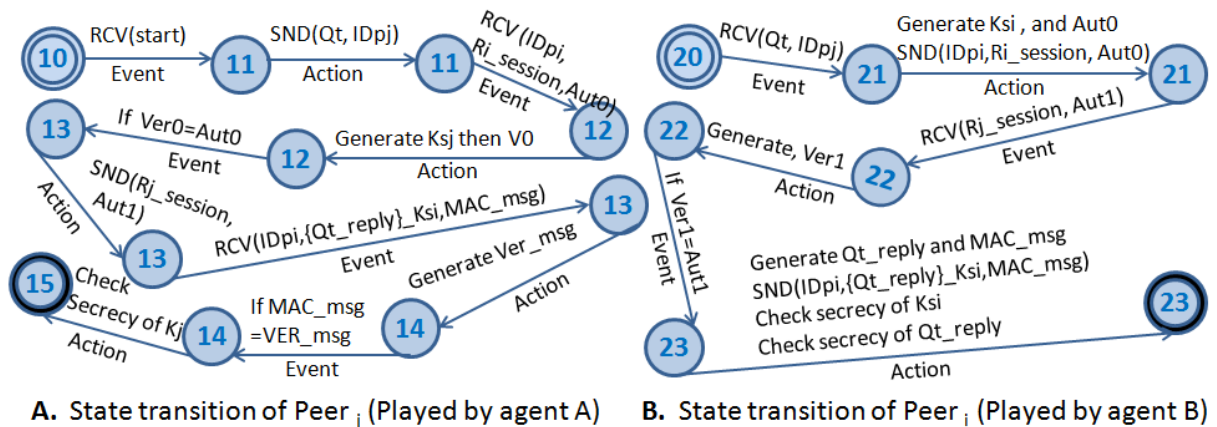 10
RCV(start)
Event
11
SND(Qt, IDpj)
Action
11
RCV (IDpi,
Rj_session,Aut0)
Event
12
Generate Ksj then V0
Action
12
If Ver0=Aut0
Event
13
Action
SND(Rj_session,
Aut1)
13
RCV(IDpi,{Qt_reply}_Ksi,MAC_msg)
Event
13
Generate Ver_msg
Action
14
If MAC_msg
=VER_msg
Event
14
Check
Secrecy of Kj
Action
15
A. State transition of Peer j (Played by agent A)
20
RCV(Qt, IDpj)
Event
21
Generate Ksi , and Aut0
SND(IDpi,Ri_session, Aut0)
Action
21
RCV(Rj_session, Aut1)
Event
22
Generate, Ver1
Action
22
If Ver1=Aut1
Event
23
Generate Qt_reply and MAC_msg
SND(IDpi,{Qt_reply}_Ksi,MAC_msg)
Check secrecy of Ksi
Check secrecy of Qt_reply
Action
23
B. State transition of Peer i (Played by agent B)